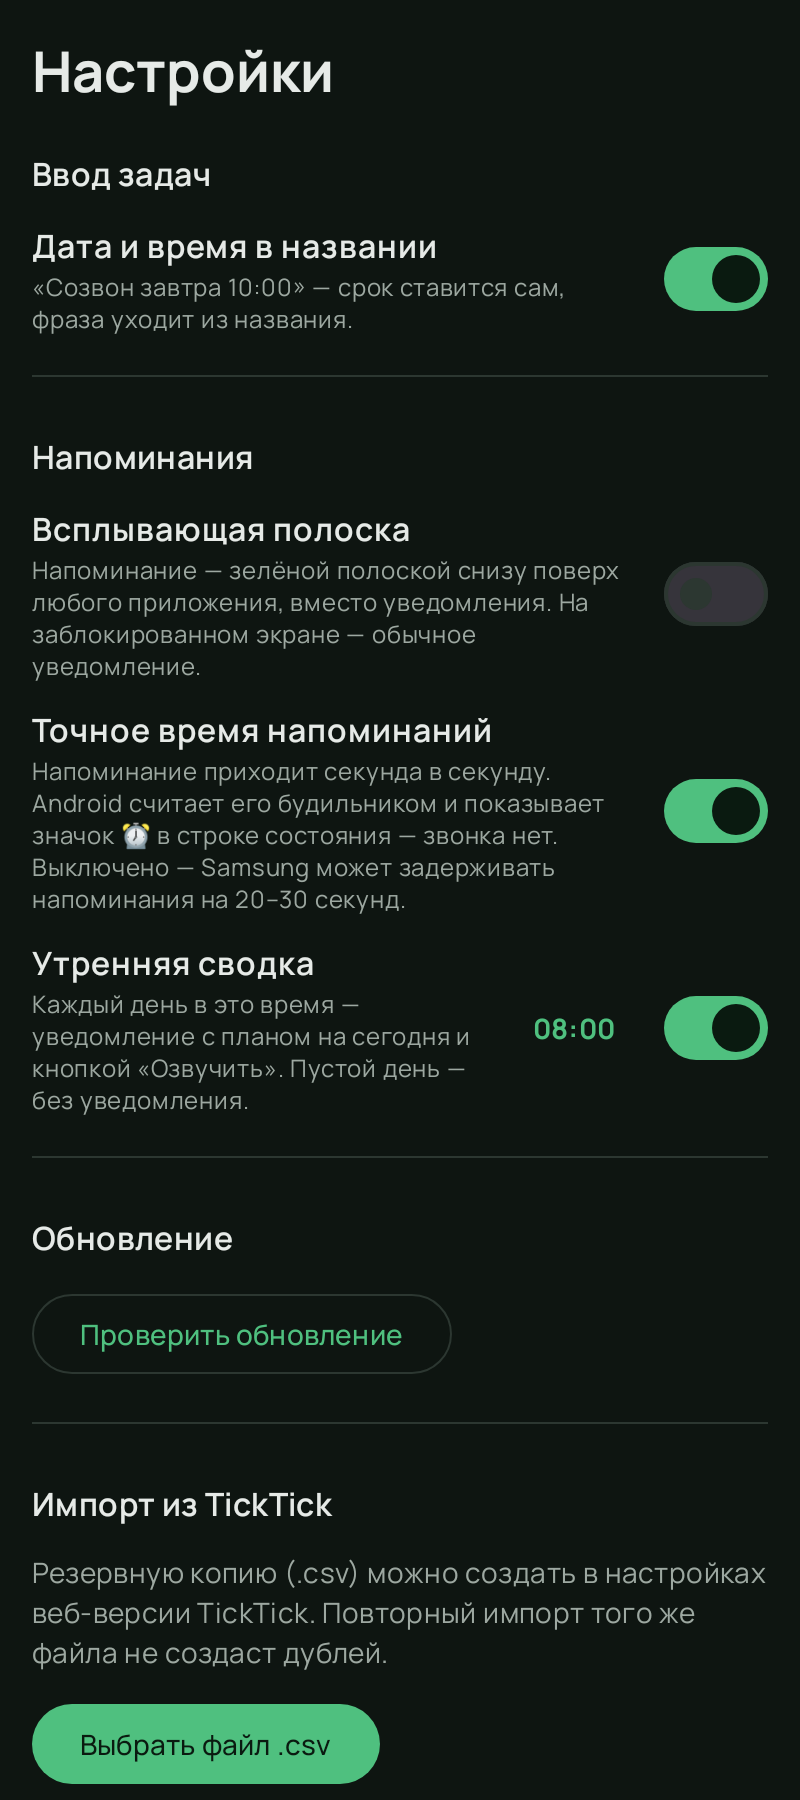 Настройки
Ввод задач
Дата и время в названии
«Созвон завтра 10:00» — срок ставится сам,
фраза уходит из названия.
Напоминания
Всплывающая полоска
Напоминание — зелёной полоской снизу поверх
любого приложения, вместо уведомления. На
заблокированном экране — обычное
уведомление.
Точное время напоминаний
Напоминание приходит секунда в секунду.
Android считает его будильником и показывает
значок ⏰ в строке состояния — звонка нет.
Выключено — Samsung может задерживать
напоминания на 20–30 секунд.
Утренняя сводка
Каждый день в это время —
уведомление с планом на сегодня и
кнопкой «Озвучить». Пустой день —
без уведомления.
08:00
Обновление
Проверить обновление
Импорт из TickTick
Резервную копию (.csv) можно создать в настройках
веб-версии TickTick. Повторный импорт того же
файла не создаст дублей.
Выбрать файл .csv